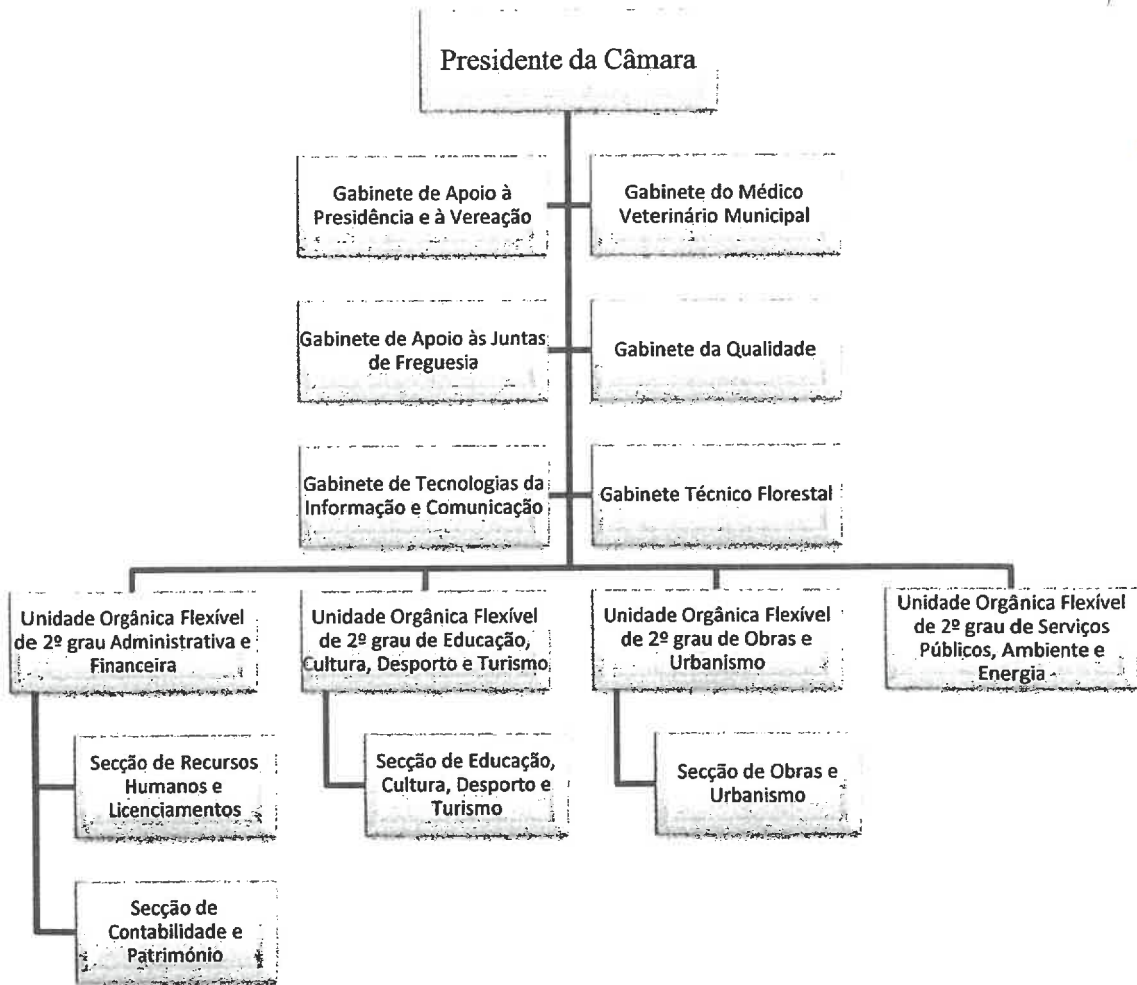 Presidente da Câmara
Gabinete de Apoio à
Presidência e à Vereação
Gabinete do Médico
Veterinário Municipal
Gabinete de Apoio às Juntas
de Freguesia
Gabinete da Qualidade
Gabinete de Tecnologias da
Informação e Comunicação
Gabinete Técnico Florestal
Unidade Orgânica Flexível
de 2º grau Administrativa e
Financeira
Unidade Orgânica Flexível
de 2º grau de Educação,
Cultura, Desporto e Turismo
Unidade Orgânica Flexível
de 2º grau de Obras e
Urbanismo
Unidade Orgânica Flexível
de 2º grau de Serviços
Públicos, Ambiente e
Energia
Secção de Recursos
Humanos e
Licenciamentos
Secção de Educação,
Cultura, Desporto e
Turismo
Secção de Obras e
Urbanismo
Secção de
Contabilidade e
Património